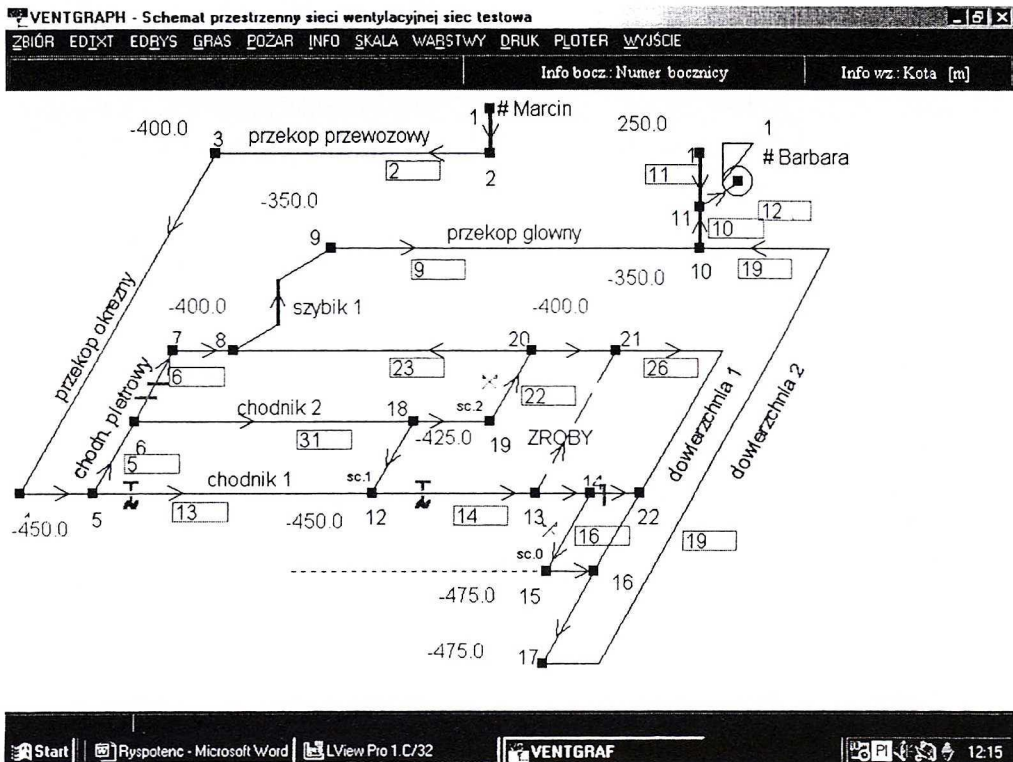 VENTGRAPH - Schemat przestrzenny sieci wentylacyjnej siec testowa
ZBIÓR EDTXT EDRYS GRAS POŻAR INFO SKALA WARSTWY DRUK PLOTER WYJŚCIE
Info bocz.: Numer bocznicy Info wz.: Kota [m]
1 # Marcin
-400.0 3 przekop przewozowy 250.0 1
1 # Barbara
2 2 11
-350.0 12
11 10
9 przekop glowny
9 -350.0 10 19
szybik 1
-400.0 -400.0
7 8 20 21
przekop okrezny
6 23 26
22
dowierzchnia 1
dowierzchnia 2
chodn. pietrowy
chodnik 2 18 sc.2
6 31 -425.0 19 ZROBY
5 chodnik 1 sc.1 14
-450.0 5 13 -450.0 12 14 13 22
16 19
sc.0
15 16
-475.0
-475.0 17
Start Ryspotenc - Microsoft Word LView Pro 1.C/32 VENTGRAF Pl 12:15